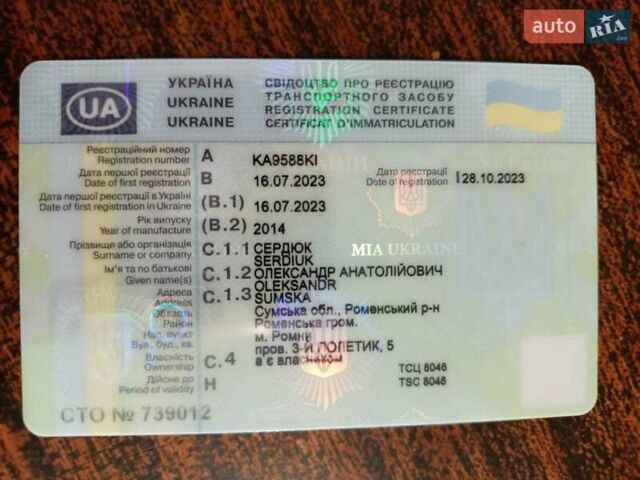 auto RIA.com
УКРАЇНА СВІДОЦТВО ПРО РЕЄСТРАЦІЮ
ТРАНСПОРТНОГО ЗАСОБУ
UKRAINE REGISTRATION CERTIFICATE
UKRAINE CERTIFICAT D'IMMATRICULATION
UA
Реєстраційний номер
Registration number A KA9588KI
Дата першої реєстрації
Date of first registration B 16.07.2023
Дата реєстрації
Date of registration I 28.10.2023
Дата першої реєстрації в Україні
Date of first registration in Ukraine (B.1) 16.07.2023
Рік випуску
Year of manufacture (B.2) 2014
Прізвище або організація
Surname or company C.1.1 СЕРДЮК
SERDIUK
MIA UKRAINE
Ім'я та по батькові
Given name(s) C.1.2 ОЛЕКСАНДР АНАТОЛІЙОВИЧ
OLEKSANDR
Адреса
Address C.1.3 SUMSKA
Область Сумська обл., Роменський р-н
Район Роменська гром.
Нас. пункт м. Ромни
Вул., буд., кв. пров. 3-Й ПОЛЕТИК, 5
Власність
Ownership C.4 а є власником
Дійсне до
Period of validity H
ТСЦ 8046
TSC 8046
СТО № 739012